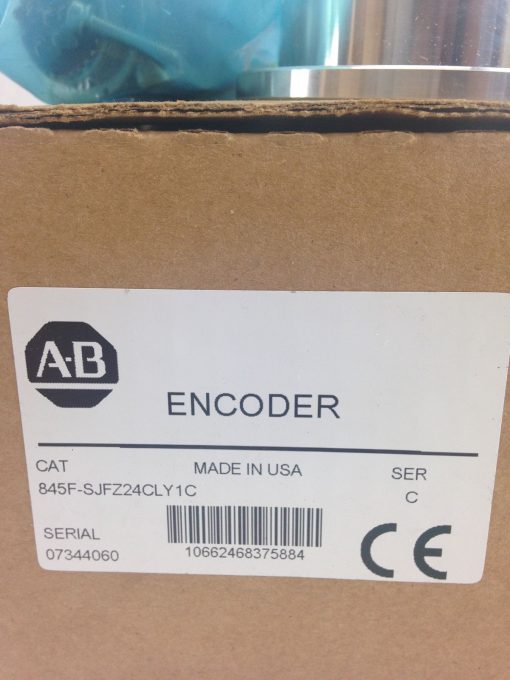 A-B
ENCODER
CAT MADE IN USA SER
845F-SJFZ24CLY1C C
SERIAL
07344060 10662468375884
CE